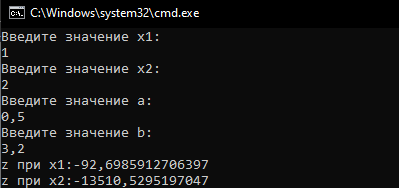 C:\Windows\system32\cmd.exe
Введите значение x1:
1
Введите значение x2:
2
Введите значение a:
0,5
Введите значение b:
3,2
z при x1:-92,6985912706397
z при x2:-13510,5295197047